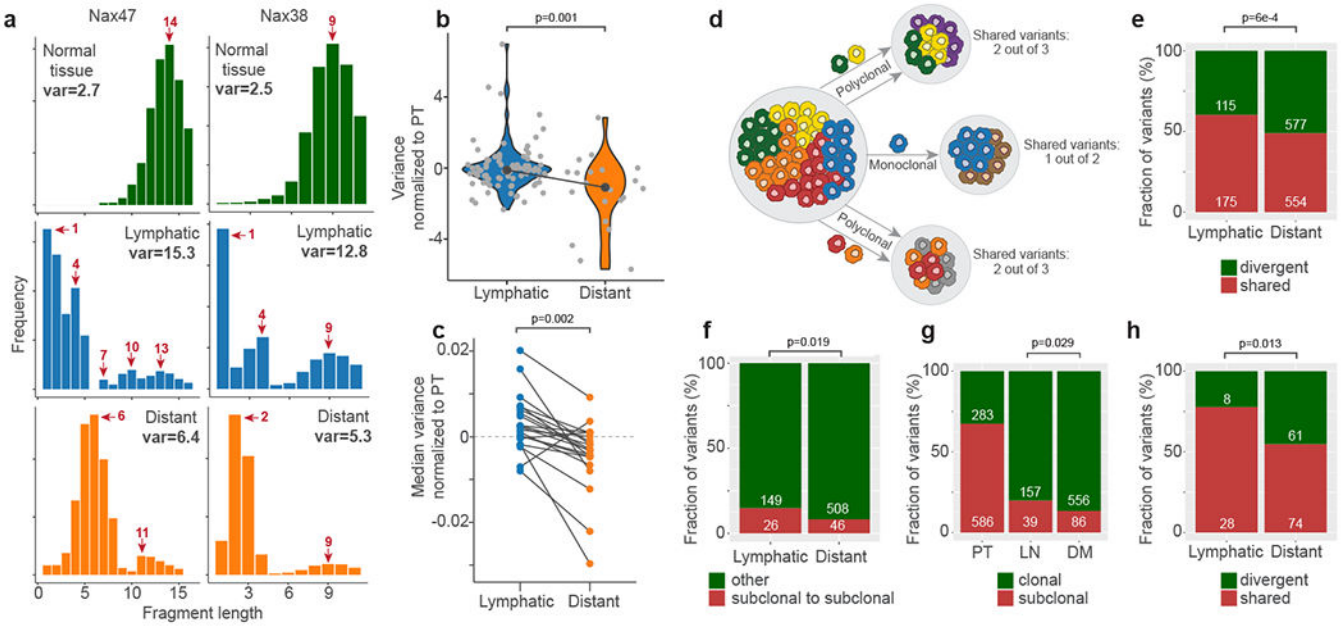 a
Nax47
Nax38
Normal
tissue
var=2.7
14
Normal
tissue
var=2.5
9
Lymphatic
var=15.3
1
4
7
10
13
Lymphatic
var=12.8
1
4
9
Distant
var=6.4
6
11
Distant
var=5.3
2
9
Frequency
0
5
10
15
3
6
9
Fragment length
b
p=0.001
Variance
normalized to PT
4
0
-4
Lymphatic
Distant
c
p=0.002
Median variance
normalized to PT
0.02
0
-0.02
Lymphatic
Distant
d
Polyclonal
Shared variants:
2 out of 3
Monoclonal
Shared variants:
1 out of 2
Polyclonal
Shared variants:
2 out of 3
e
p=6e-4
Fraction of variants (%)
100
50
0
115
175
577
554
Lymphatic
Distant
divergent
shared
f
p=0.019
Fraction of variants (%)
100
50
0
149
26
508
46
Lymphatic
Distant
other
subclonal to subclonal
g
p=0.029
Fraction of variants (%)
100
50
0
283
586
157
39
556
86
PT
LN
DM
clonal
subclonal
h
p=0.013
Fraction of variants (%)
100
50
0
8
28
61
74
Lymphatic
Distant
divergent
shared